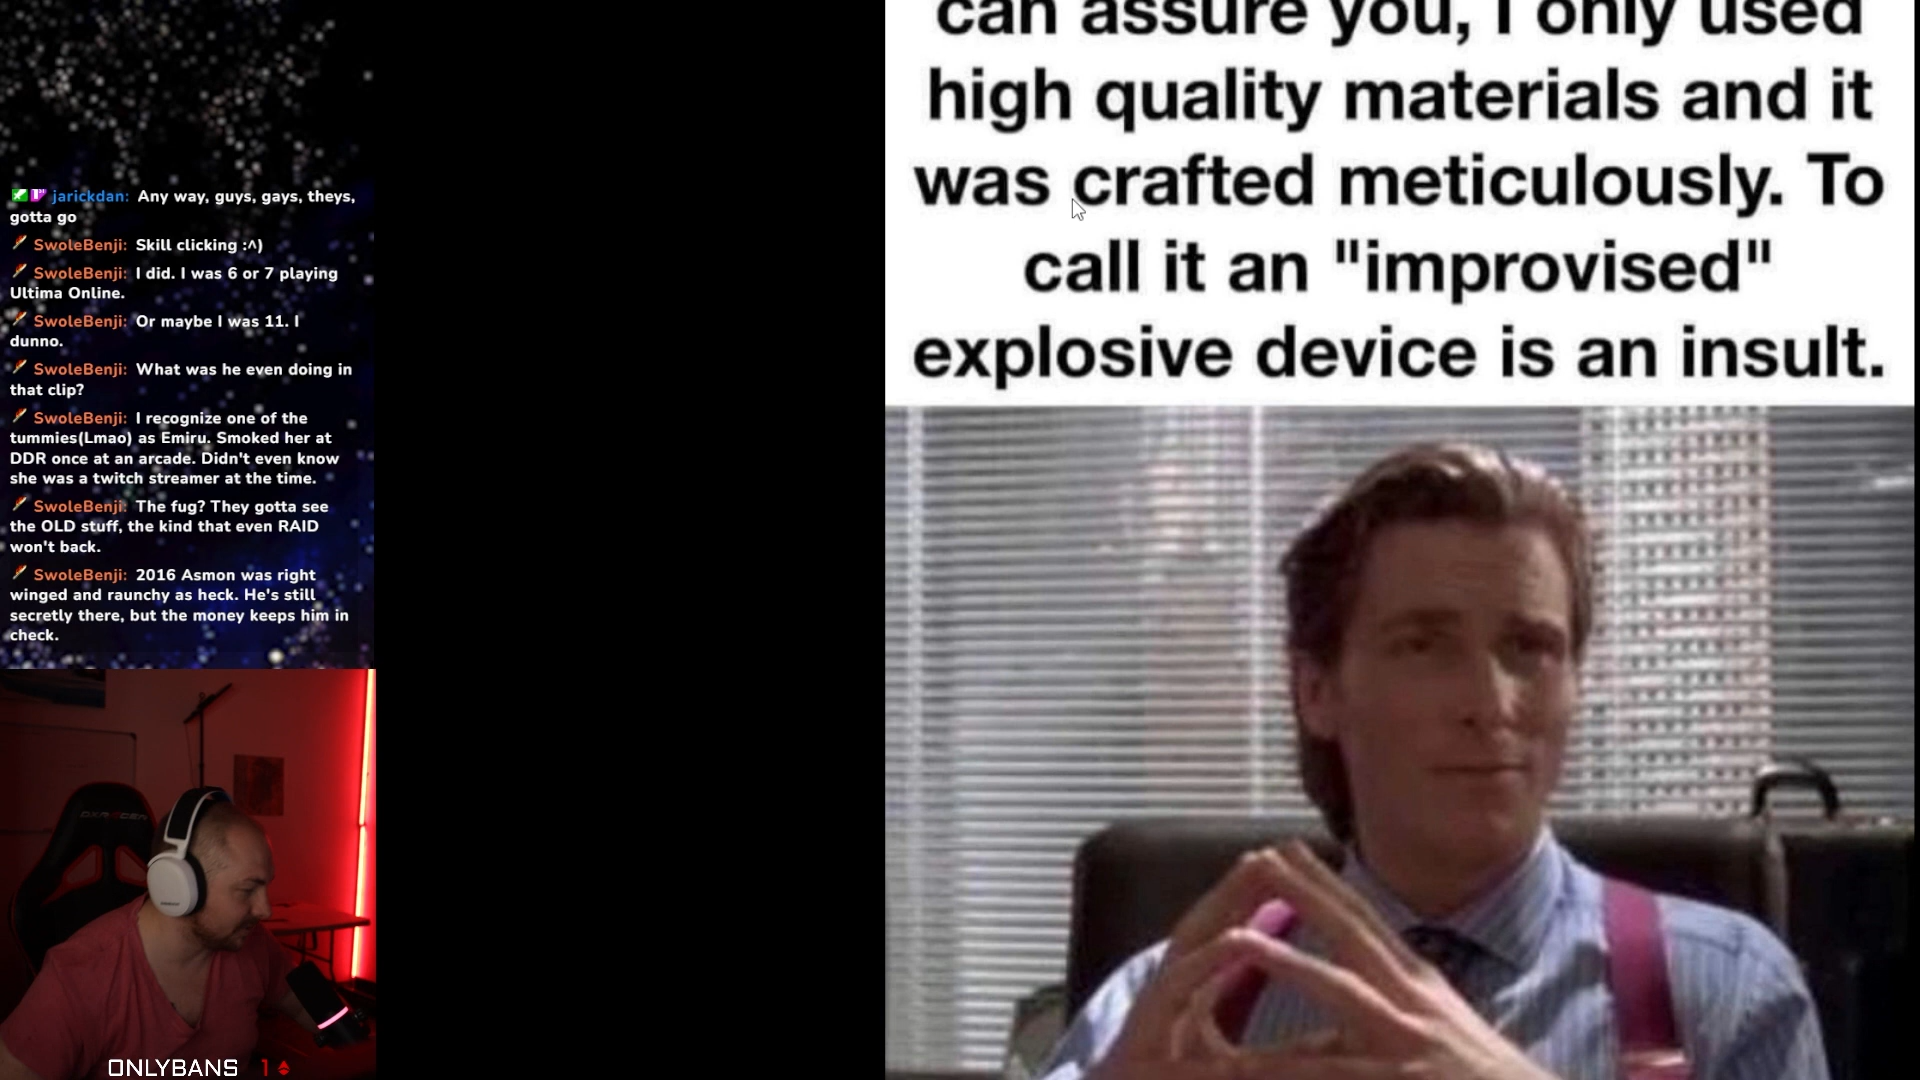 jarickdan: Any way, guys, gays, theys,
gotta go
SwoleBenji: Skill clicking :^)
SwoleBenji: I did. I was 6 or 7 playing
Ultima Online.
SwoleBenji: Or maybe I was 11. I
dunno.
SwoleBenji: What was he even doing in
that clip?
SwoleBenji: I recognize one of the
tummies(Lmao) as Emiru. Smoked her at
DDR once at an arcade. Didn't even know
she was a twitch streamer at the time.
SwoleBenji: The fug? They gotta see
the OLD stuff, the kind that even RAID
won't back.
SwoleBenji: 2016 Asmon was right
winged and raunchy as heck. He's still
secretly there, but the money keeps him in
check.
ONLYBANS 1
can assure you, I only used
high quality materials and it
was crafted meticulously. To
call it an "improvised"
explosive device is an insult.